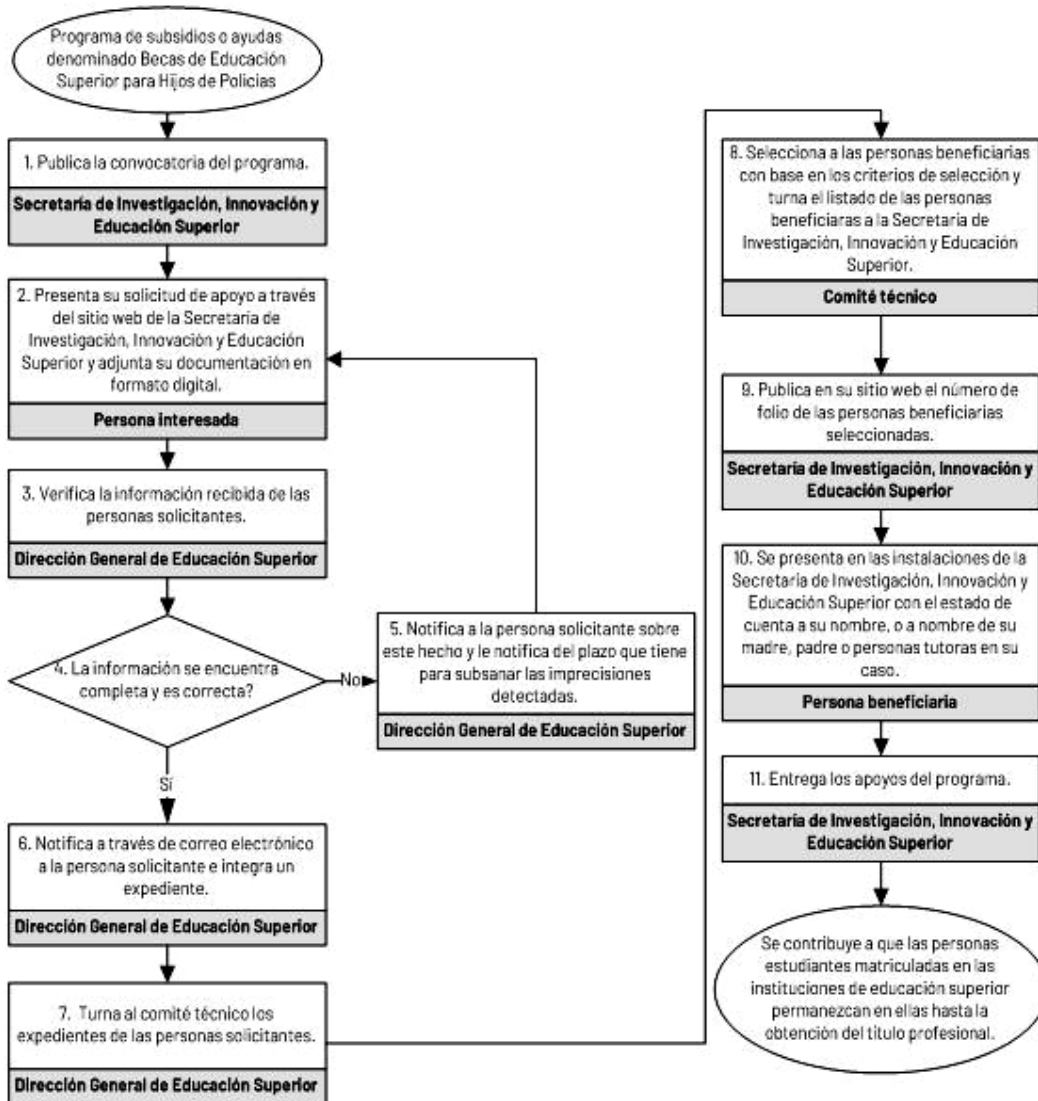 Programa de subsidios o ayudas
denominado Becas de Educación
Superior para Hijos de Policías
1. Publica la convocatoria del programa.
Secretaría de Investigación, Innovación y
Educación Superior
2. Presenta su solicitud de apoyo a través
del sitio web de la Secretaría de
Investigación, Innovación y Educación
Superior y adjunta su documentación en
formato digital.
Persona interesada
3. Verifica la información recibida de las
personas solicitantes.
Dirección General de Educación Superior
4. La información se encuentra
completa y es correcta?
No
5. Notifica a la persona solicitante sobre
este hecho y le notifica del plazo que tiene
para subsanar las imprecisiones
detectadas.
Dirección General de Educación Superior
Sí
6. Notifica a través de correo electrónico
a la persona solicitante e integra un
expediente.
Dirección General de Educación Superior
7. Turna al comité técnico los
expedientes de las personas solicitantes.
Dirección General de Educación Superior
8. Selecciona a las personas beneficiarias
con base en los criterios de selección y
turna el listado de las personas
beneficiaras a la Secretaría de
Investigación, Innovación y Educación
Superior.
Comité técnico
9. Publica en su sitio web el número de
folio de las personas beneficiarias
seleccionadas.
Secretaría de Investigación, Innovación y
Educación Superior
10. Se presenta en las instalaciones de la
Secretaría de Investigación, Innovación y
Educación Superior con el estado de
cuenta a su nombre, o a nombre de su
madre, padre o personas tutoras en su
caso.
Persona beneficiaria
11. Entrega los apoyos del programa.
Secretaría de Investigación, Innovación y
Educación Superior
Se contribuye a que las personas
estudiantes matriculadas en las
instituciones de educación superior
permanezcan en ellas hasta la
obtención del título profesional.